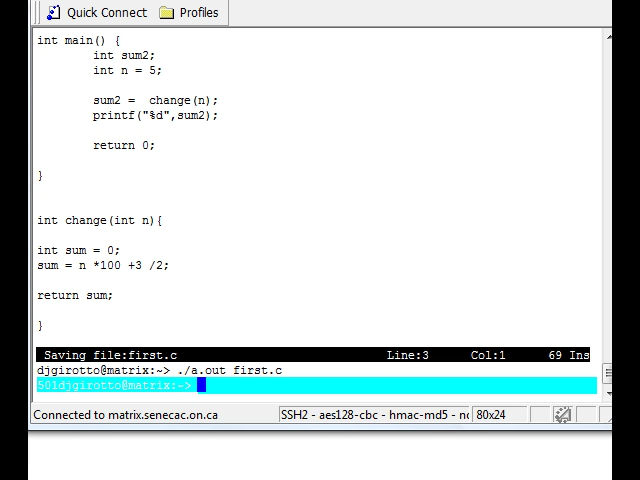 Quick Connect Profiles
int main() {
int sum2;
int n = 5;
sum2 = change(n);
printf("%d",sum2);
return 0;
}
int change(int n){
int sum = 0;
sum = n *100 +3 /2;
return sum;
}
Saving file:first.c Line:3 Col:1 69 Ins
djgirotto@matrix:~> ./a.out first.c
501djgirotto@matrix:~>
Connected to matrix.senecac.on.ca SSH2 - aes128-cbc - hmac-md5 - nc 80x24